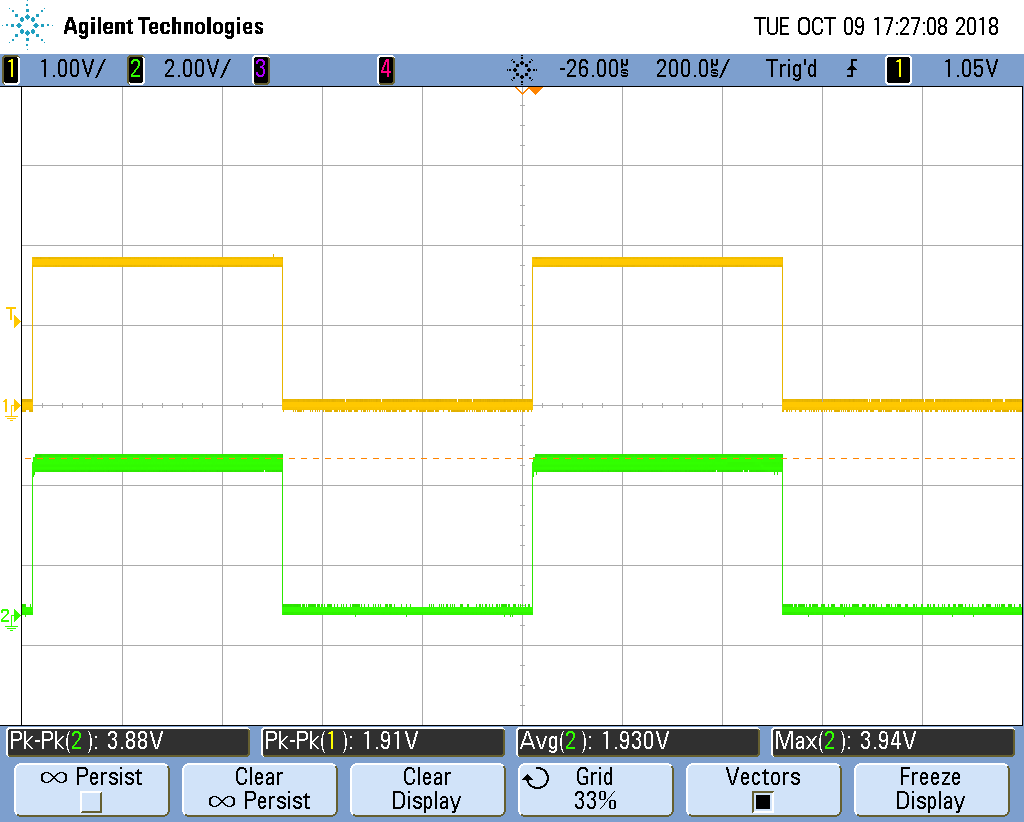 Agilent Technologies TUE OCT 09 17:27:08 2018
1 1.00V/ 2 2.00V/ 3 4 -26.00µs 200.0µs/ Trig'd 1 1.05V
T
1
2
Pk-Pk(2): 3.88V Pk-Pk(1): 1.91V Avg(2): 1.930V Max(2): 3.94V
∞ Persist Clear Clear Grid Vectors Freeze
∞ Persist Display 33% Display